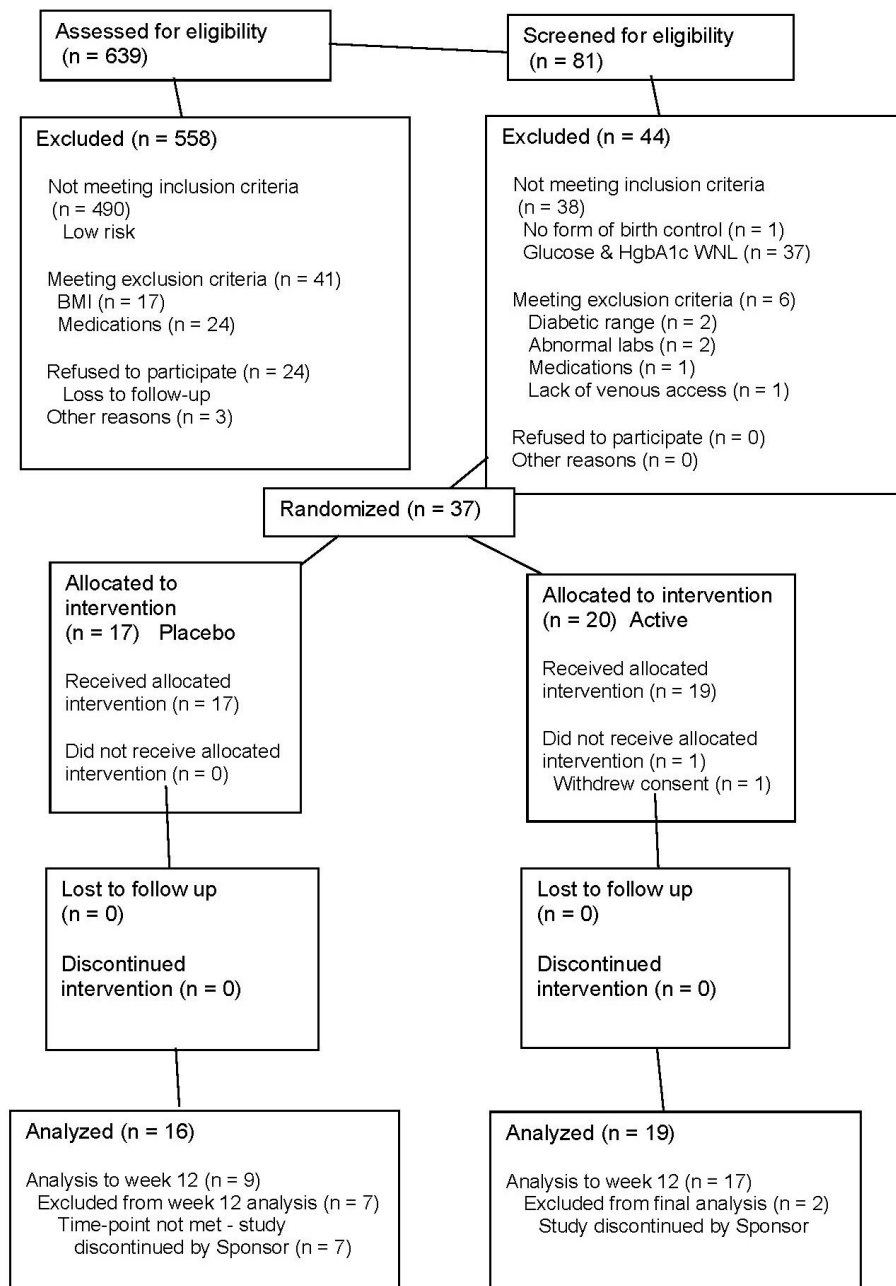 Assessed for eligibility
(n = 639)
Screened for eligibility
(n = 81)
Excluded (n = 558)
Not meeting inclusion criteria
(n = 490)
Low risk
Meeting exclusion criteria (n = 41)
BMI (n = 17)
Medications (n = 24)
Refused to participate (n = 24)
Loss to follow-up
Other reasons (n = 3)
Excluded (n = 44)
Not meeting inclusion criteria
(n = 38)
No form of birth control (n = 1)
Glucose & HgbA1c WNL (n = 37)
Meeting exclusion criteria (n = 6)
Diabetic range (n = 2)
Abnormal labs (n = 2)
Medications (n = 1)
Lack of venous access (n = 1)
Refused to participate (n = 0)
Other reasons (n = 0)
Randomized (n = 37)
Allocated to
intervention
(n = 17) Placebo
Received allocated
intervention (n = 17)
Did not receive allocated
intervention (n = 0)
Allocated to intervention
(n = 20) Active
Received allocated
intervention (n = 19)
Did not receive allocated
intervention (n = 1)
Withdrew consent (n = 1)
Lost to follow up
(n = 0)
Discontinued
intervention (n = 0)
Lost to follow up
(n = 0)
Discontinued
intervention (n = 0)
Analyzed (n = 16)
Analysis to week 12 (n = 9)
Excluded from week 12 analysis (n = 7)
Time-point not met - study
discontinued by Sponsor (n = 7)
Analyzed (n = 19)
Analysis to week 12 (n = 17)
Excluded from final analysis (n = 2)
Study discontinued by Sponsor